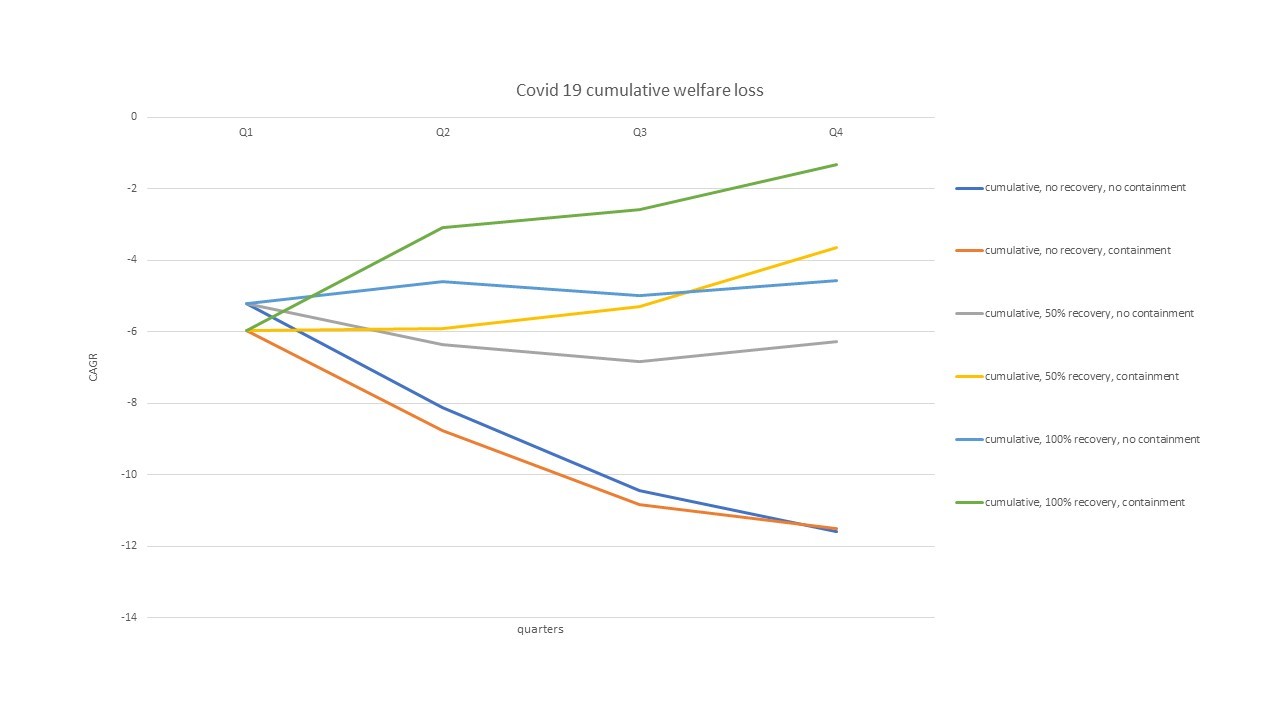 Covid 19 cumulative welfare loss
0
Q1 Q2 Q3 Q4
-2
-4
-6
-8
-10
-12
-14
CAGR
quarters
cumulative, no recovery, no containment
cumulative, no recovery, containment
cumulative, 50% recovery, no containment
cumulative, 50% recovery, containment
cumulative, 100% recovery, no containment
cumulative, 100% recovery, containment